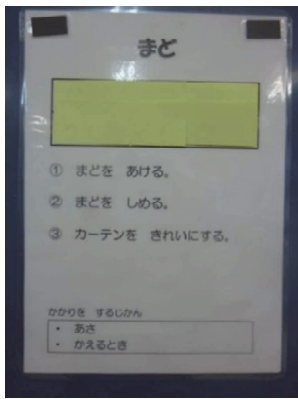 まど
① まどを あける。
② まどを しめる。
③ カーテンを きれいにする。
かかりを するじかん
・ あさ
・ かえるとき